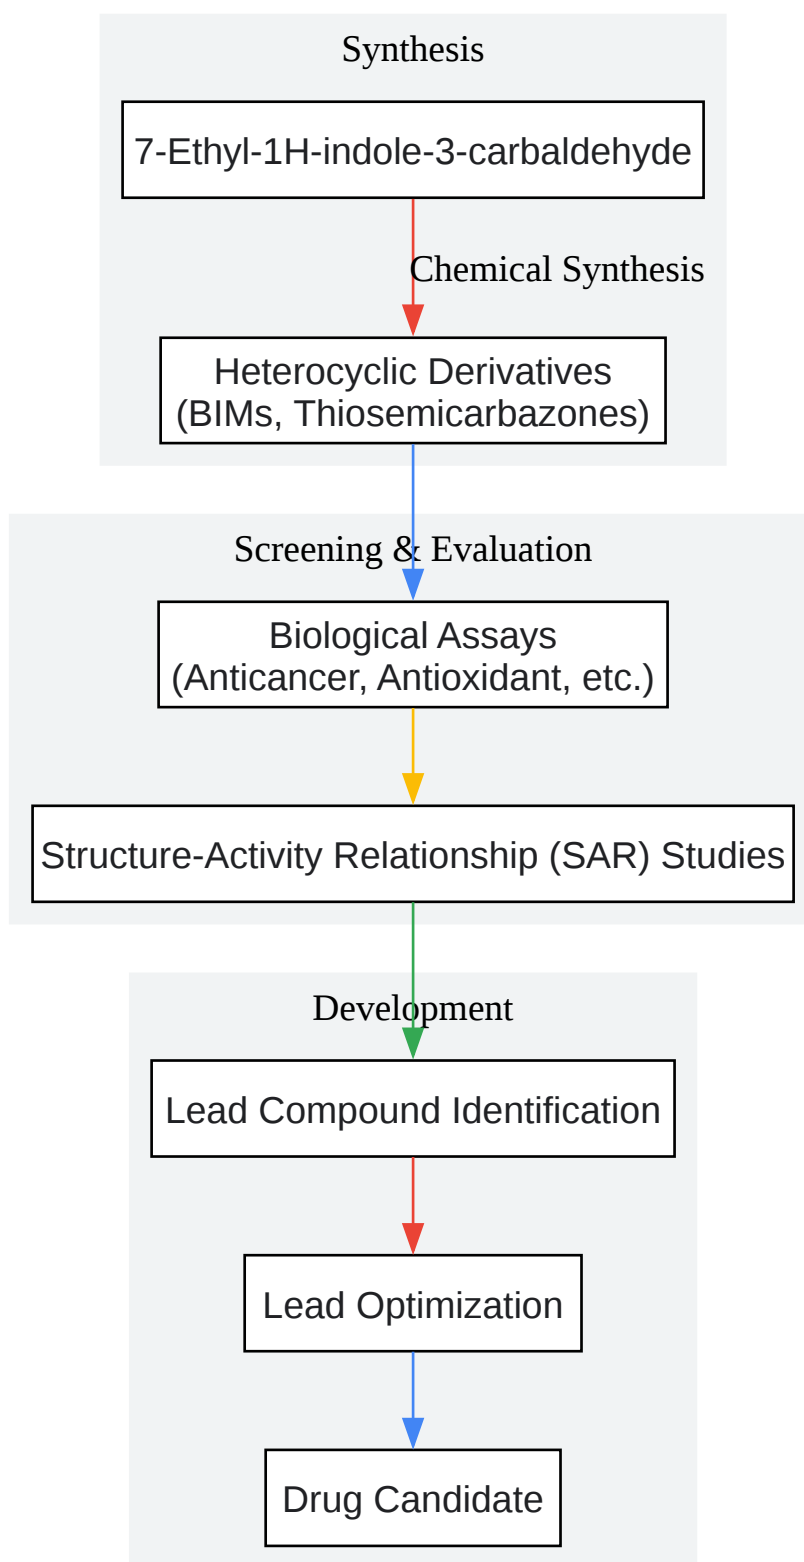 Synthesis
7-Ethyl-1H-indole-3-carbaldehyde
Chemical Synthesis
Heterocyclic Derivatives
(BIMs, Thiosemicarbazones)
Screening & Evaluation
Biological Assays
(Anticancer, Antioxidant, etc.)
Structure-Activity Relationship (SAR) Studies
Development
Lead Compound Identification
Lead Optimization
Drug Candidate